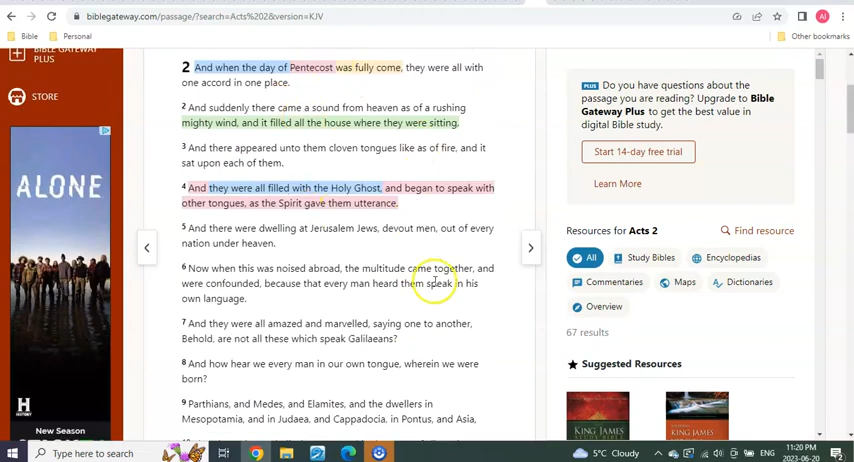 biblegateway.com/passage/?search=Acts%202&version=KJV
AI
Bible
Personal
Other bookmarks
BIBLE GATEWAY
PLUS
STORE
ALONE
H
HISTORY
New Season
2 And when the day of Pentecost was fully come, they were all with
one accord in one place.
2 And suddenly there came a sound from heaven as of a rushing
mighty wind, and it filled all the house where they were sitting.
3 And there appeared unto them cloven tongues like as of fire, and it
sat upon each of them.
4 And they were all filled with the Holy Ghost, and began to speak with
other tongues, as the Spirit gave them utterance.
5 And there were dwelling at Jerusalem Jews, devout men, out of every
nation under heaven.
6 Now when this was noised abroad, the multitude came together, and
were confounded, because that every man heard them speak in his
own language.
7 And they were all amazed and marvelled, saying one to another,
Behold, are not all these which speak Galilaeans?
8 And how hear we every man in our own tongue, wherein we were
born?
9 Parthians, and Medes, and Elamites, and the dwellers in
Mesopotamia, and in Judaea, and Cappadocia, in Pontus, and Asia,
PLUS Do you have questions about the
passage you are reading? Upgrade to Bible
Gateway Plus to get the best value in
digital Bible study.
Start 14-day free trial
Learn More
Resources for Acts 2
Find resource
All
Study Bibles
Encyclopedias
Commentaries
Maps
Dictionaries
Overview
67 results
Suggested Resources
KING JAMES
KING JAMES
Type here to search
5°C Cloudy
ENG
11:20 PM
2023-06-20
2